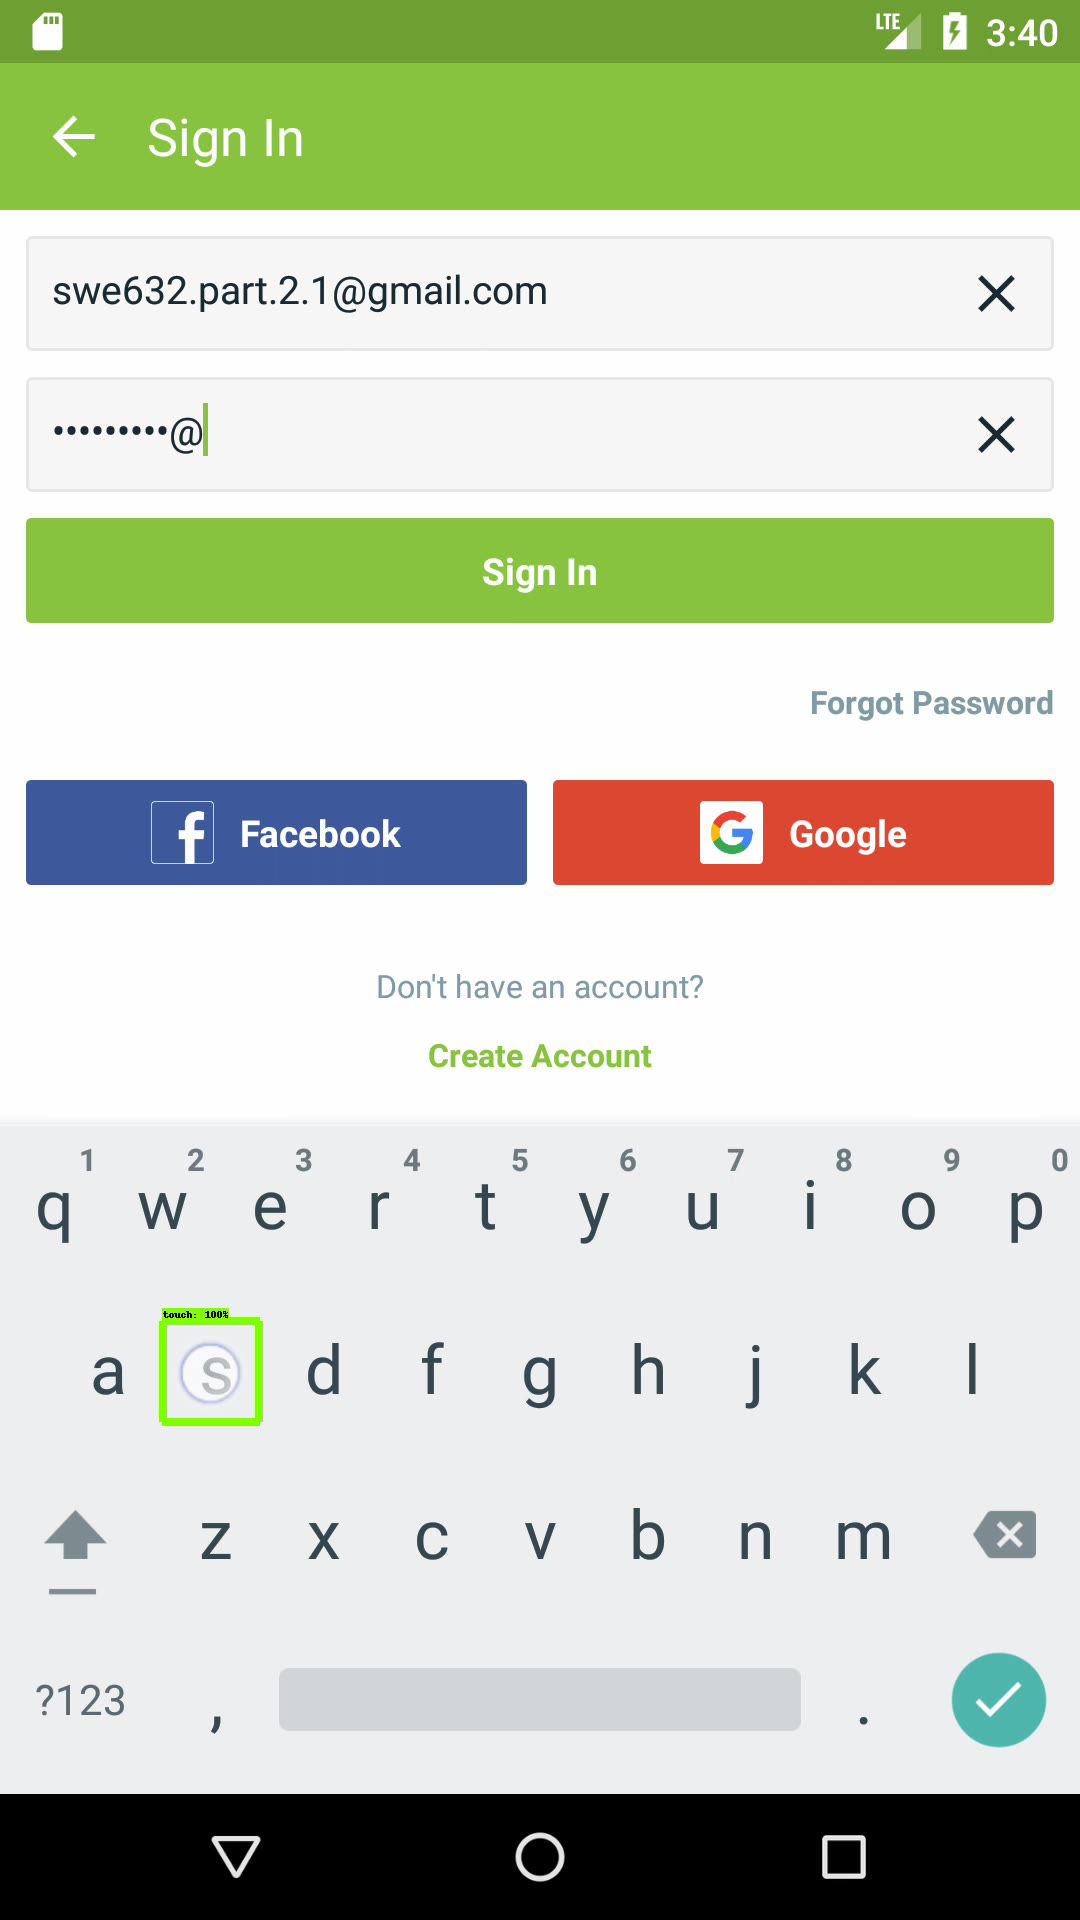 LTE 3:40
Sign In
swe632.part.2.1@gmail.com
•••••••••@
Sign In
Forgot Password
Facebook
Google
Don't have an account?
Create Account
1 2 3 4 5 6 7 8 9 0
q w e r t y u i o p
touch: 100%
a s d f g h j k l
z x c v b n m
?123 , .